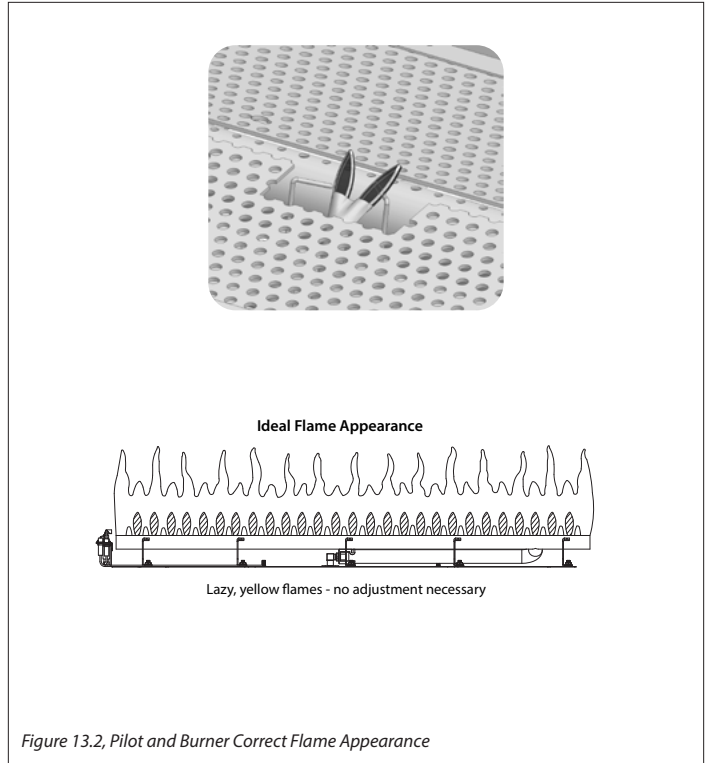 Ideal Flame Appearance
Lazy, yellow flames - no adjustment necessary
Figure 13.2, Pilot and Burner Correct Flame Appearance